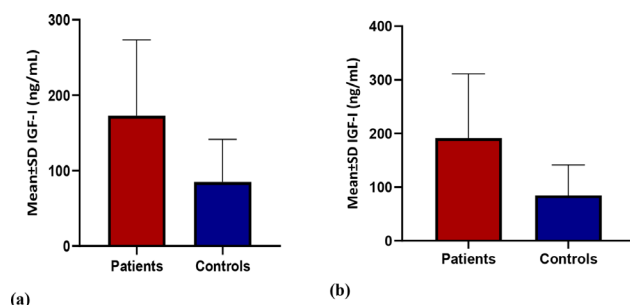 Mean±SD IGF-I (ng/mL)
300
200
100
0
Patients
Controls
(a)
Mean±SD IGF-I (ng/mL)
400
300
200
100
0
Patients
Controls
(b)